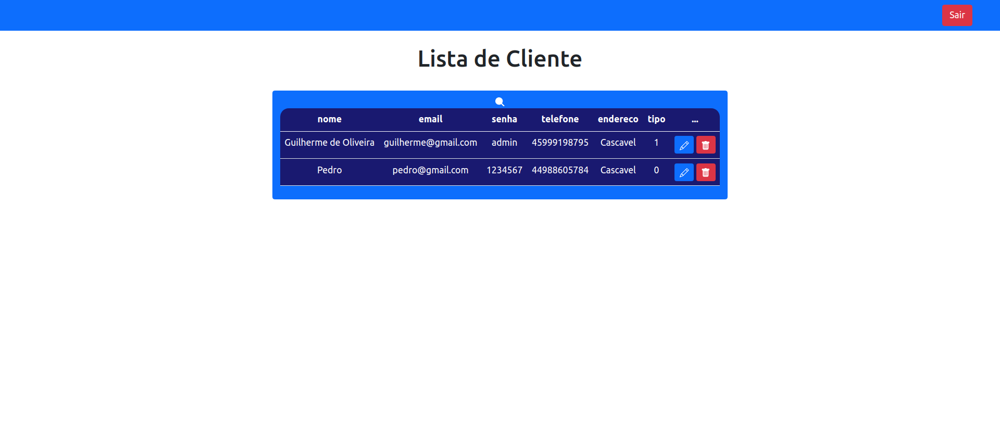 Sair
Lista de Cliente
nome email senha telefone endereco tipo ...
Guilherme de Oliveira guilherme@gmail.com admin 45999198795 Cascavel 1
Pedro pedro@gmail.com 1234567 44988605784 Cascavel 0